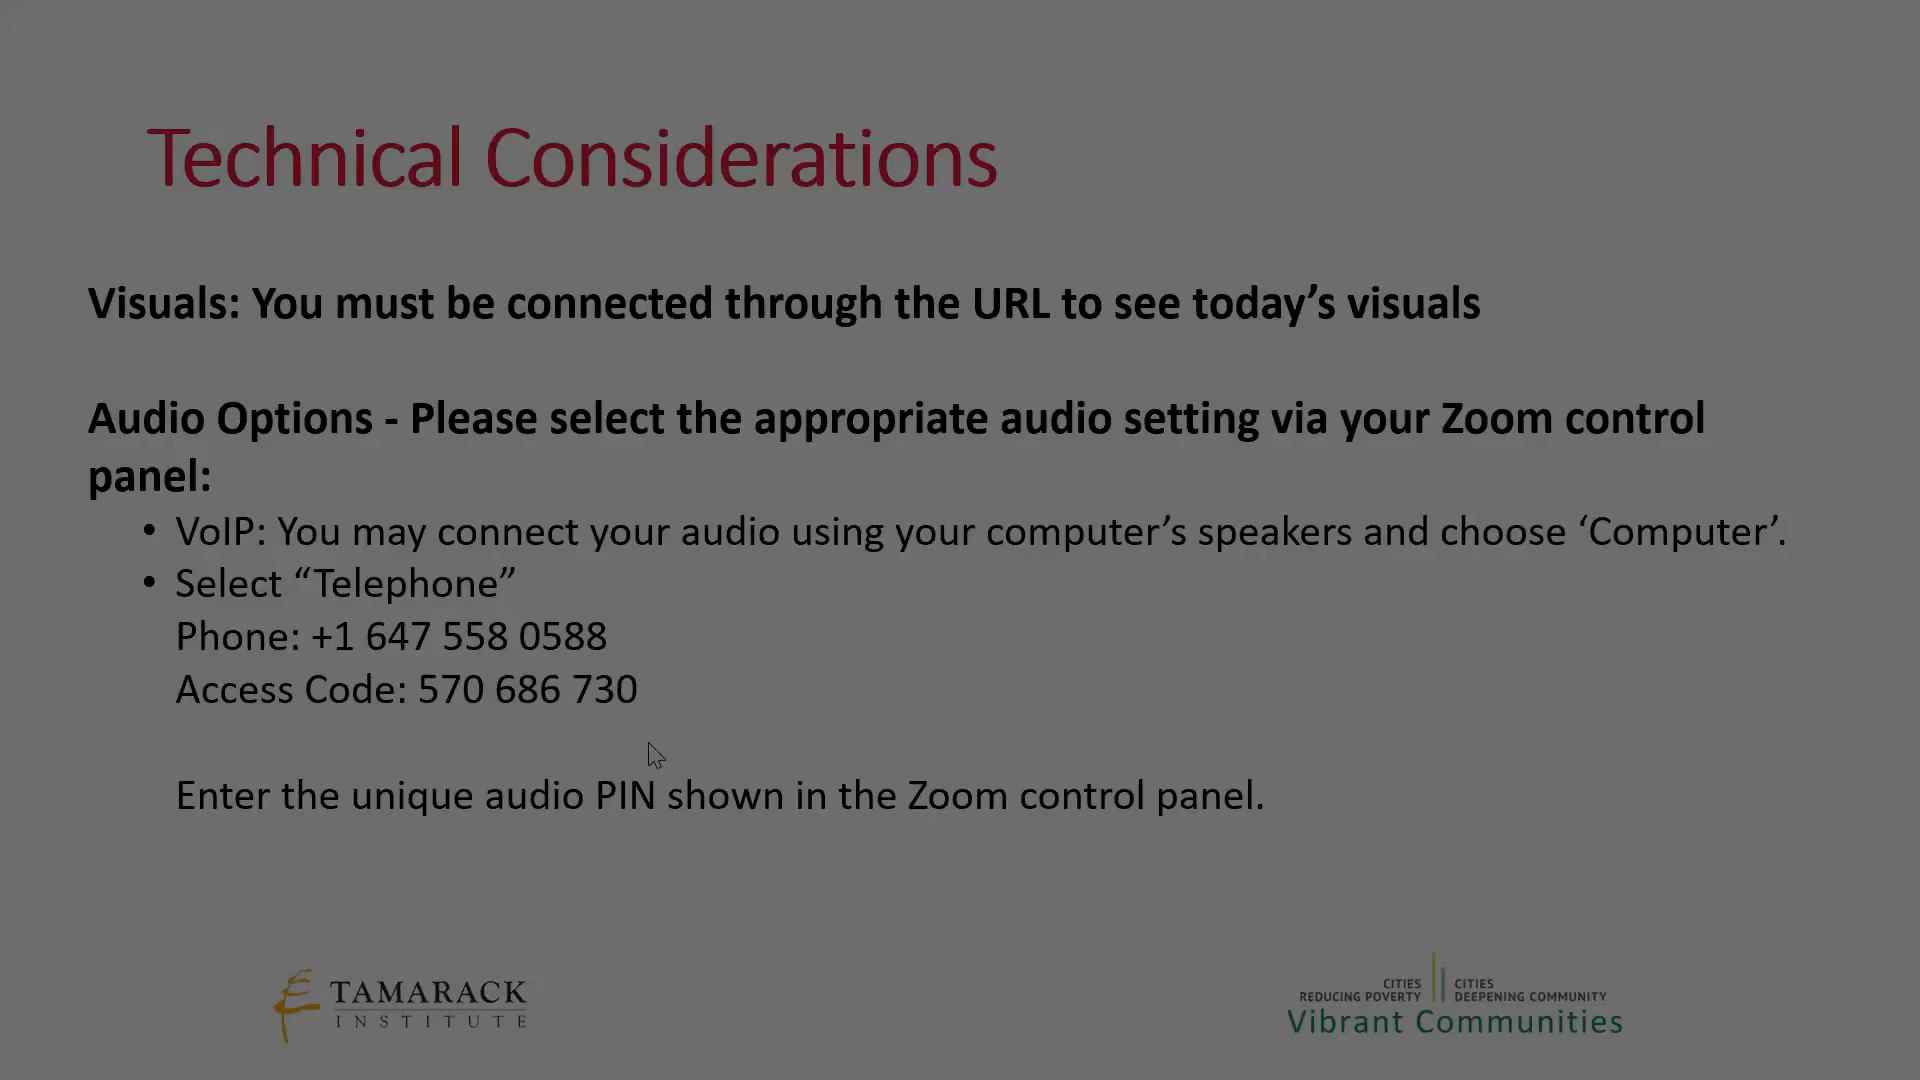 Technical Considerations
Visuals: You must be connected through the URL to see today’s visuals
Audio Options - Please select the appropriate audio setting via your Zoom control
panel:
• VoIP: You may connect your audio using your computer’s speakers and choose ‘Computer’.
• Select “Telephone”
Phone: +1 647 558 0588
Access Code: 570 686 730
Enter the unique audio PIN shown in the Zoom control panel.
TAMARACK
INSTITUTE
CITIES
REDUCING POVERTY
CITIES
DEEPENING COMMUNITY
Vibrant Communities